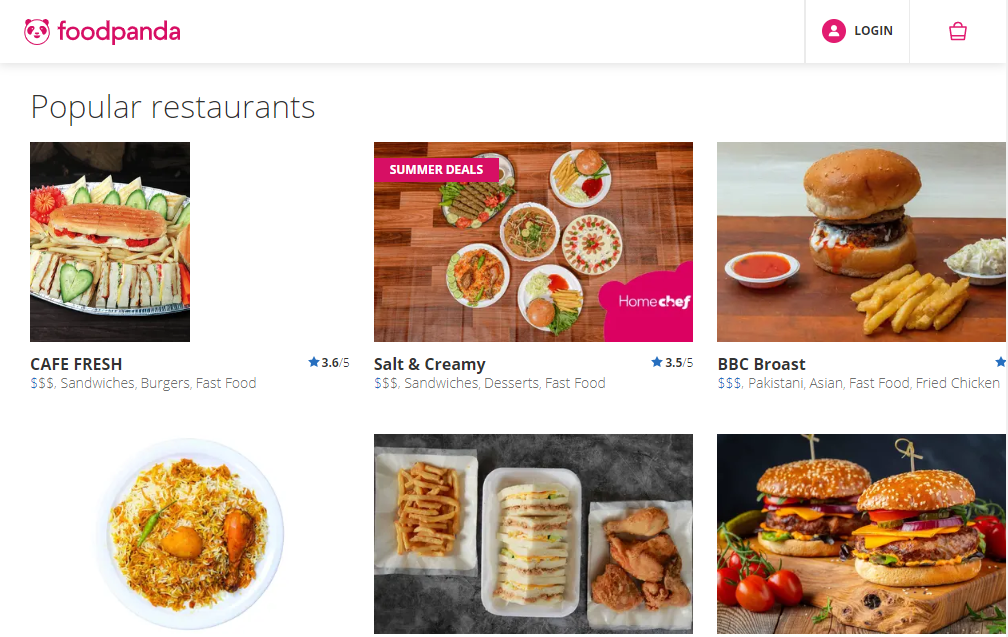 foodpanda
LOGIN
Popular restaurants
SUMMER DEALS
Homechef
CAFE FRESH
3.6/5
$$$, Sandwiches, Burgers, Fast Food
Salt & Creamy
3.5/5
$$$, Sandwiches, Desserts, Fast Food
BBC Broast
$$$, Pakistani, Asian, Fast Food, Fried Chicken